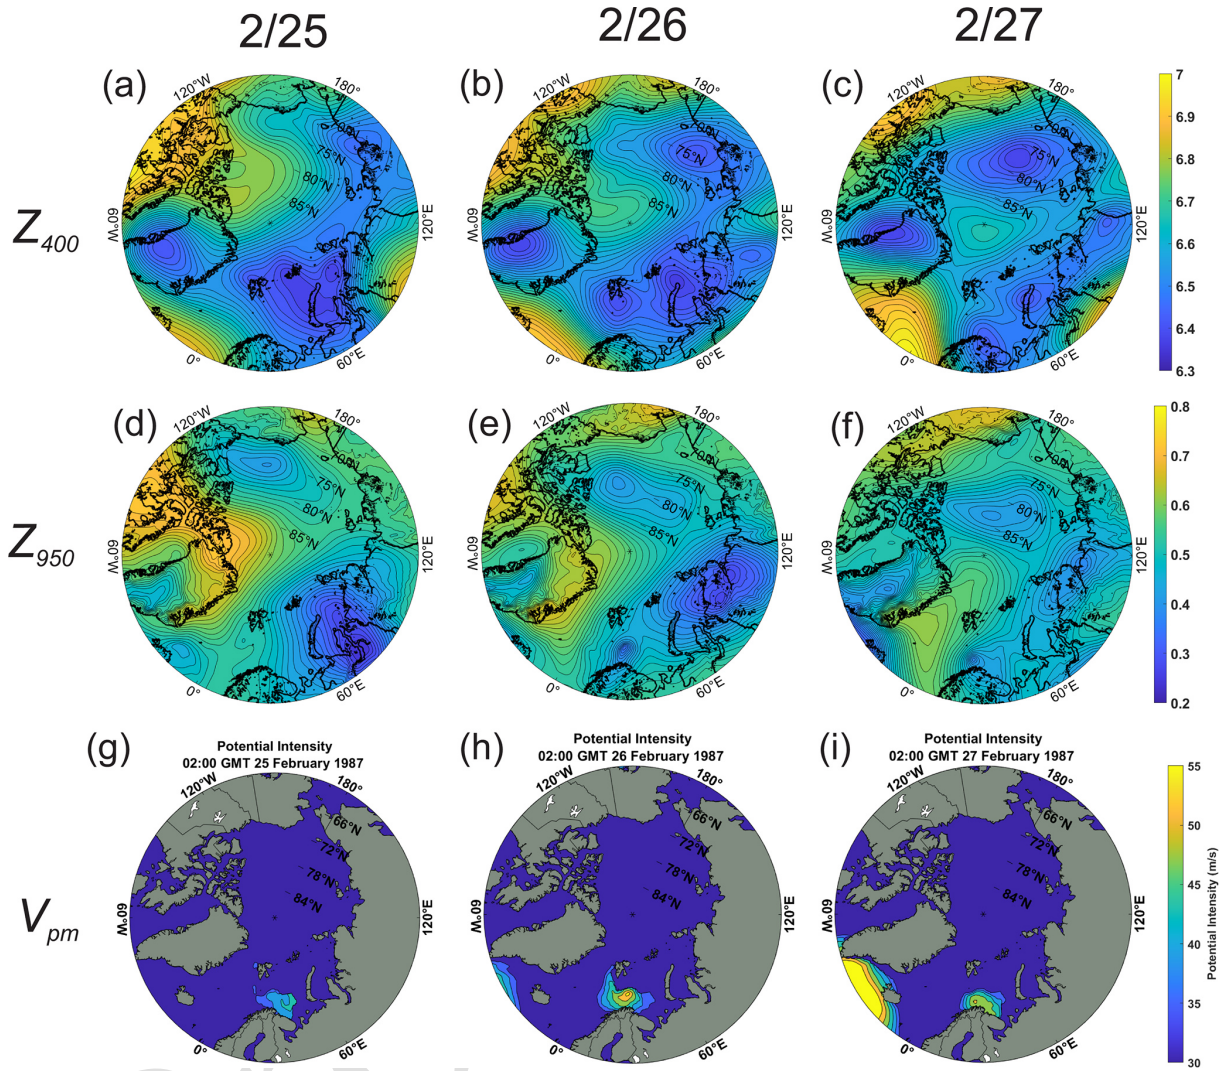 2/25 2/26 2/27
(a) (b) (c)
120°W 180° 120°W 180° 120°W 180°
75°N 75°N 75°N
80°N 80°N 80°N
85°N 85°N 85°N
Z400
60°W 120°E 60°W 120°E 60°W 120°E
0° 60°E 0° 60°E 0° 60°E
7
6.9
6.8
6.7
6.6
6.5
6.4
6.3
(d) (e) (f)
120°W 180° 120°W 180° 120°W 180°
75°N 75°N 75°N
80°N 80°N 80°N
85°N 85°N 85°N
Z950
60°W 120°E 60°W 120°E 60°W 120°E
0° 60°E 0° 60°E 0° 60°E
0.8
0.7
0.6
0.5
0.4
0.3
0.2
(g) (h) (i)
Potential Intensity Potential Intensity Potential Intensity
02:00 GMT 25 February 1987 02:00 GMT 26 February 1987 02:00 GMT 27 February 1987
120°W 180° 120°W 180° 120°W 180°
66°N 66°N 66°N
72°N 72°N 72°N
78°N 78°N 78°N
84°N 84°N 84°N
Vpm
60°W 120°E 60°W 120°E 60°W 120°E
0° 60°E 0° 60°E 0° 60°E
55
50
45
40
35
30
Potential Intensity (m/s)